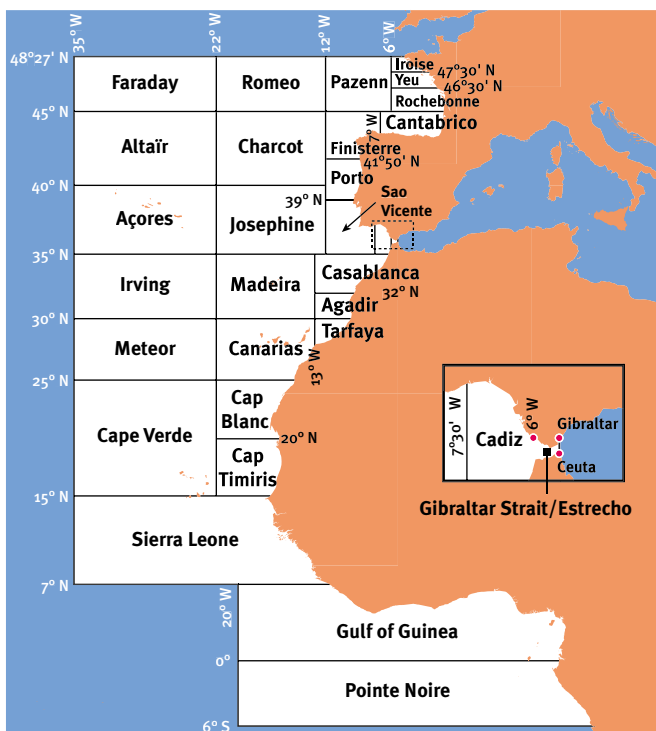 35° W
22° W
12° W
6° W
48°27' N
Faraday
Romeo
Pazenn
Iroise
47°30' N
Yeu
46°30' N
Rochebonne
45° N
Cantabrico
7° W
Altaïr
Charcot
Finisterre
41°50' N
Porto
40° N
39° N
Sao
Vicente
Açores
Josephine
35° N
Irving
Madeira
Casablanca
32° N
Agadir
30° N
Tarfaya
Meteor
Canarias
13° W
25° N
Cap
Blanc
20° N
Cape Verde
Cap
Timiris
15° N
7°30' W
Cadiz
6° W
Gibraltar
Ceuta
Gibraltar Strait/Estrecho
Sierra Leone
7° N
20° W
Gulf of Guinea
0°
Pointe Noire
6° S